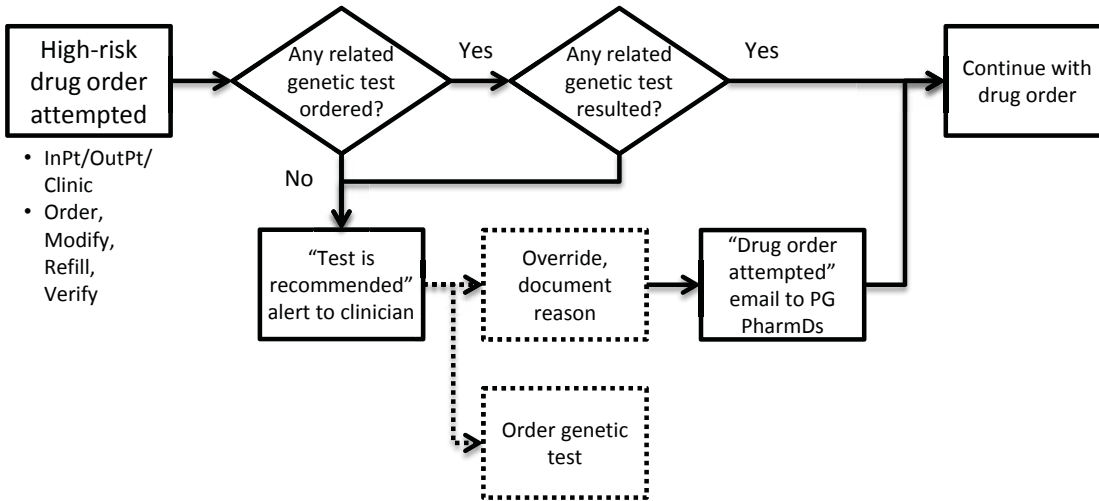 High-risk
drug order
attempted
• InPt/OutPt/
Clinic
• Order,
Modify,
Refill,
Verify
Any related
genetic test
ordered?
Yes
Any related
genetic test
resulted?
Yes
Continue with
drug order
No
“Test is
recommended”
alert to clinician
Override,
document
reason
“Drug order
attempted”
email to PG
PharmDs
Order genetic
test